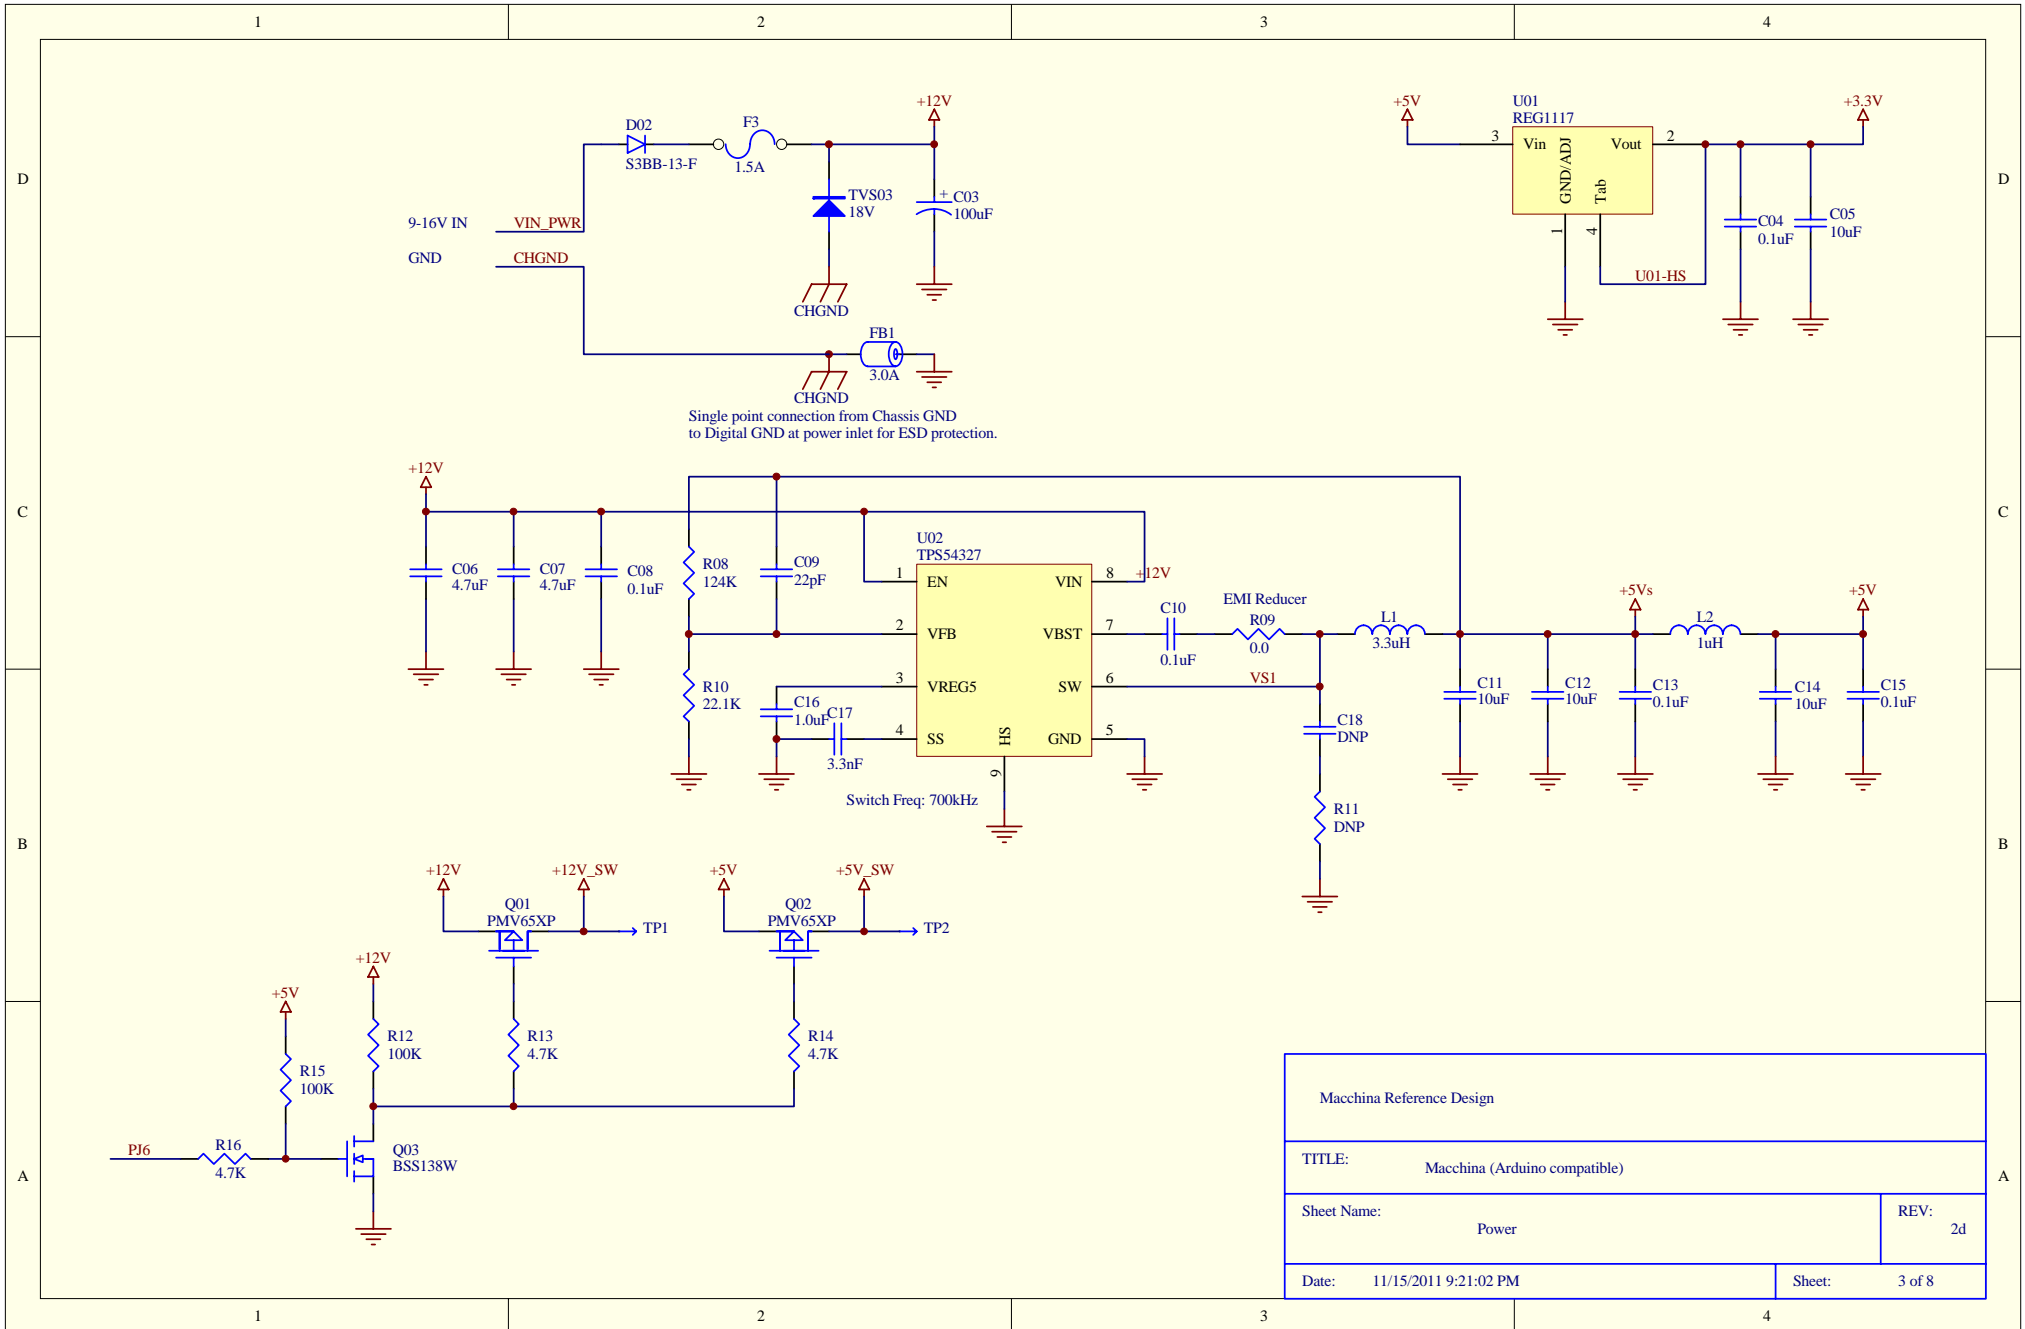 1 2 3 4
D D
D02
S3BB-13-F
F3
1.5A
+12V
TVS03
18V
+ C03
100uF
9-16V IN VIN_PWR
GND CHGND
CHGND
FB1
3.0A
CHGND
Single point connection from Chassis GND
to Digital GND at power inlet for ESD protection.
+5V
U01
REG1117
3 Vin Vout 2
GND/ADJ
Tab
1
4
U01-HS
+3.3V
C04
0.1uF
C05
10uF
C C
+12V
C06
4.7uF
C07
4.7uF
C08
0.1uF
R08
124K
C09
22pF
R10
22.1K
C16
1.0uF
C17
3.3nF
U02
TPS54327
1 EN VIN 8 +12V
2 VFB VBST 7
3 VREG5 SW 6
4 SS GND 5
HS
9
Switch Freq: 700kHz
C10
0.1uF
EMI Reducer
R09
0.0
VS1
L1
3.3uH
+5Vs
L2
1uH
+5V
C11
10uF
C12
10uF
C13
0.1uF
C14
10uF
C15
0.1uF
C18
DNP
R11
DNP
B B
+12V
+12V_SW
Q01
PMV65XP
TP1
+5V
+5V_SW
Q02
PMV65XP
TP2
+12V
+5V
R12
100K
R13
4.7K
R14
4.7K
R15
100K
PJ6
R16
4.7K
Q03
BSS138W
A A
Macchina Reference Design
TITLE: Macchina (Arduino compatible)
Sheet Name: Power
REV: 2d
Date: 11/15/2011 9:21:02 PM
Sheet: 3 of 8
1 2 3 4